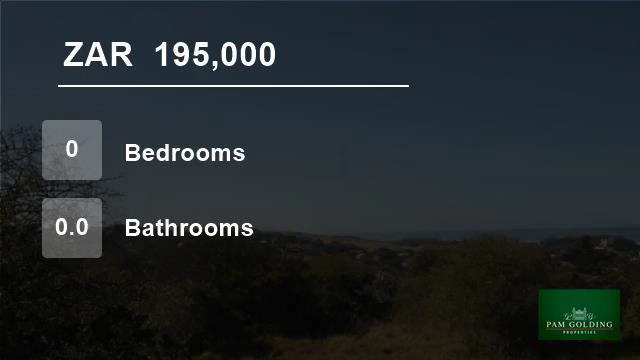 ZAR 195,000
0 Bedrooms
0.0 Bathrooms
PAM GOLDING
PROPERTIES